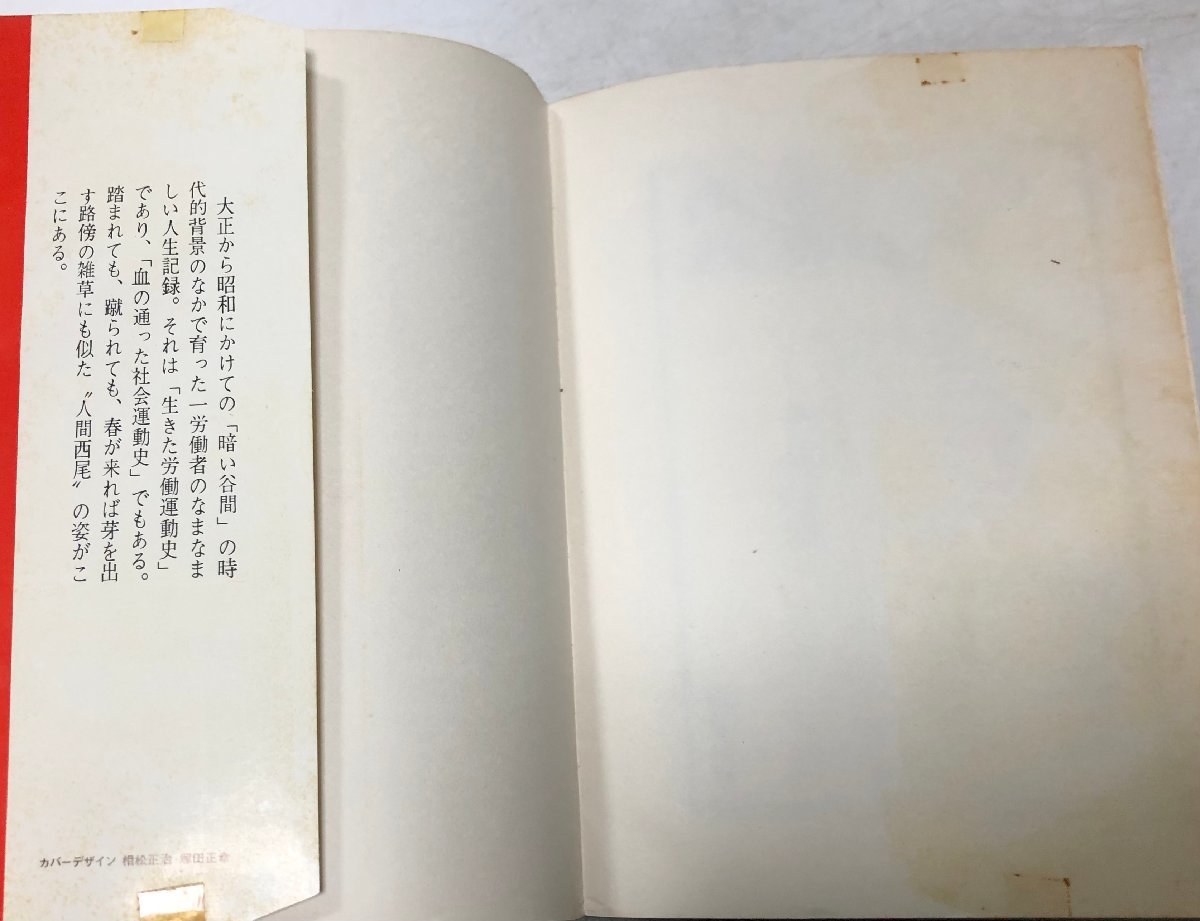 大正から昭和にかけての「暗い谷間」の時
代的背景のなかで育った一労働者のなまなま
しい人生記録。それは「生きた労働運動史」
であり、「血の通った社会運動史」でもある。
踏まれても、蹴られても、春が来れば芽を出
す路傍の雑草にも似た〝人間西尾〟の姿がこ
こにある。
カバーデザイン 正治・田正